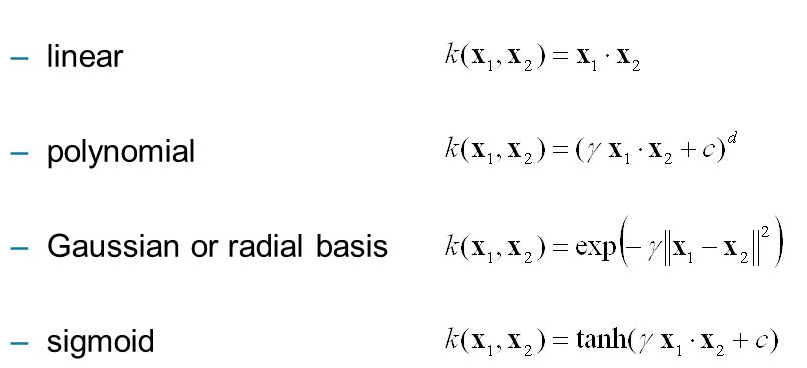 – linear k(x₁, x₂) = x₁ · x₂
– polynomial k(x₁, x₂) = (γ x₁ · x₂ + c)ᵈ
– Gaussian or radial basis k(x₁, x₂) = exp(− γ‖x₁ − x₂‖²)
– sigmoid k(x₁, x₂) = tanh(γ x₁ · x₂ + c)